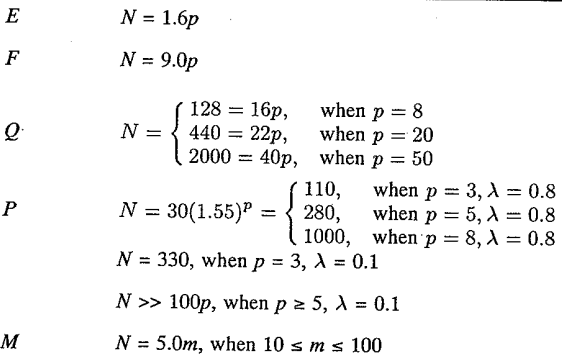 E N = 1.6p
F N = 9.0p
Q N = { 128 = 16p, when p = 8
440 = 22p, when p = 20
2000 = 40p, when p = 50
P N = 30(1.55)^p = { 110, when p = 3, λ = 0.8
280, when p = 5, λ = 0.8
1000, when p = 8, λ = 0.8
N = 330, when p = 3, λ = 0.1
N >> 100p, when p ≥ 5, λ = 0.1
M N = 5.0m, when 10 ≤ m ≤ 100